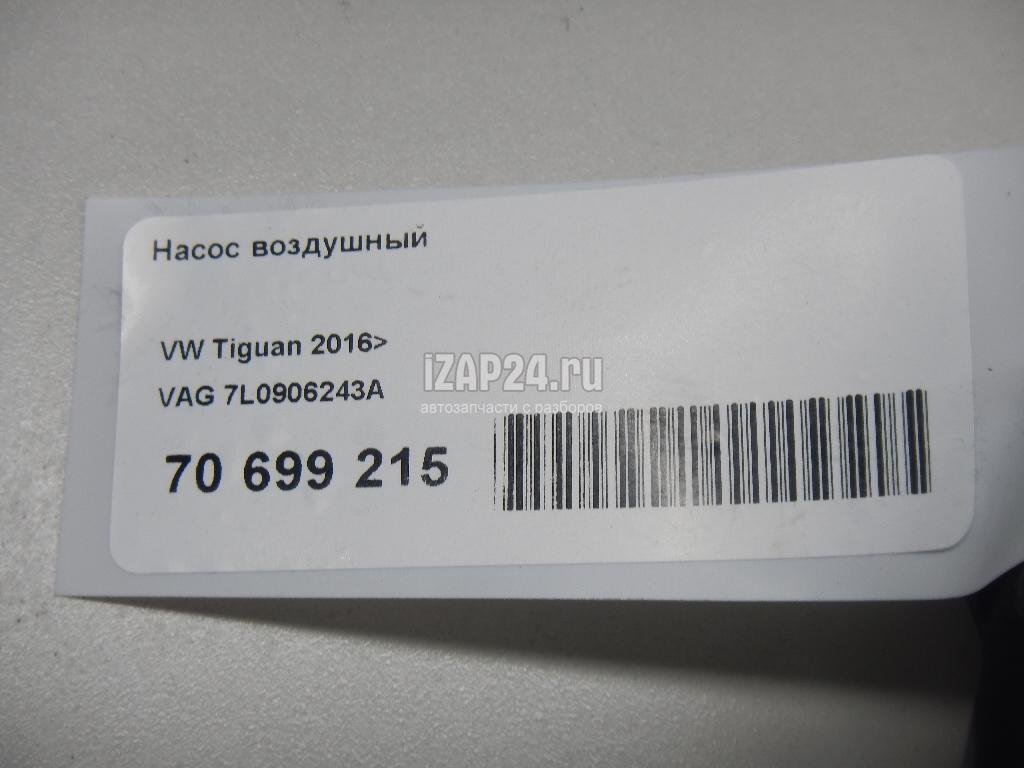 Насос воздушный
VW Tiguan 2016>
VAG 7L0906243A
70 699 215
iZAP24.ru
автозапчасти с разборов